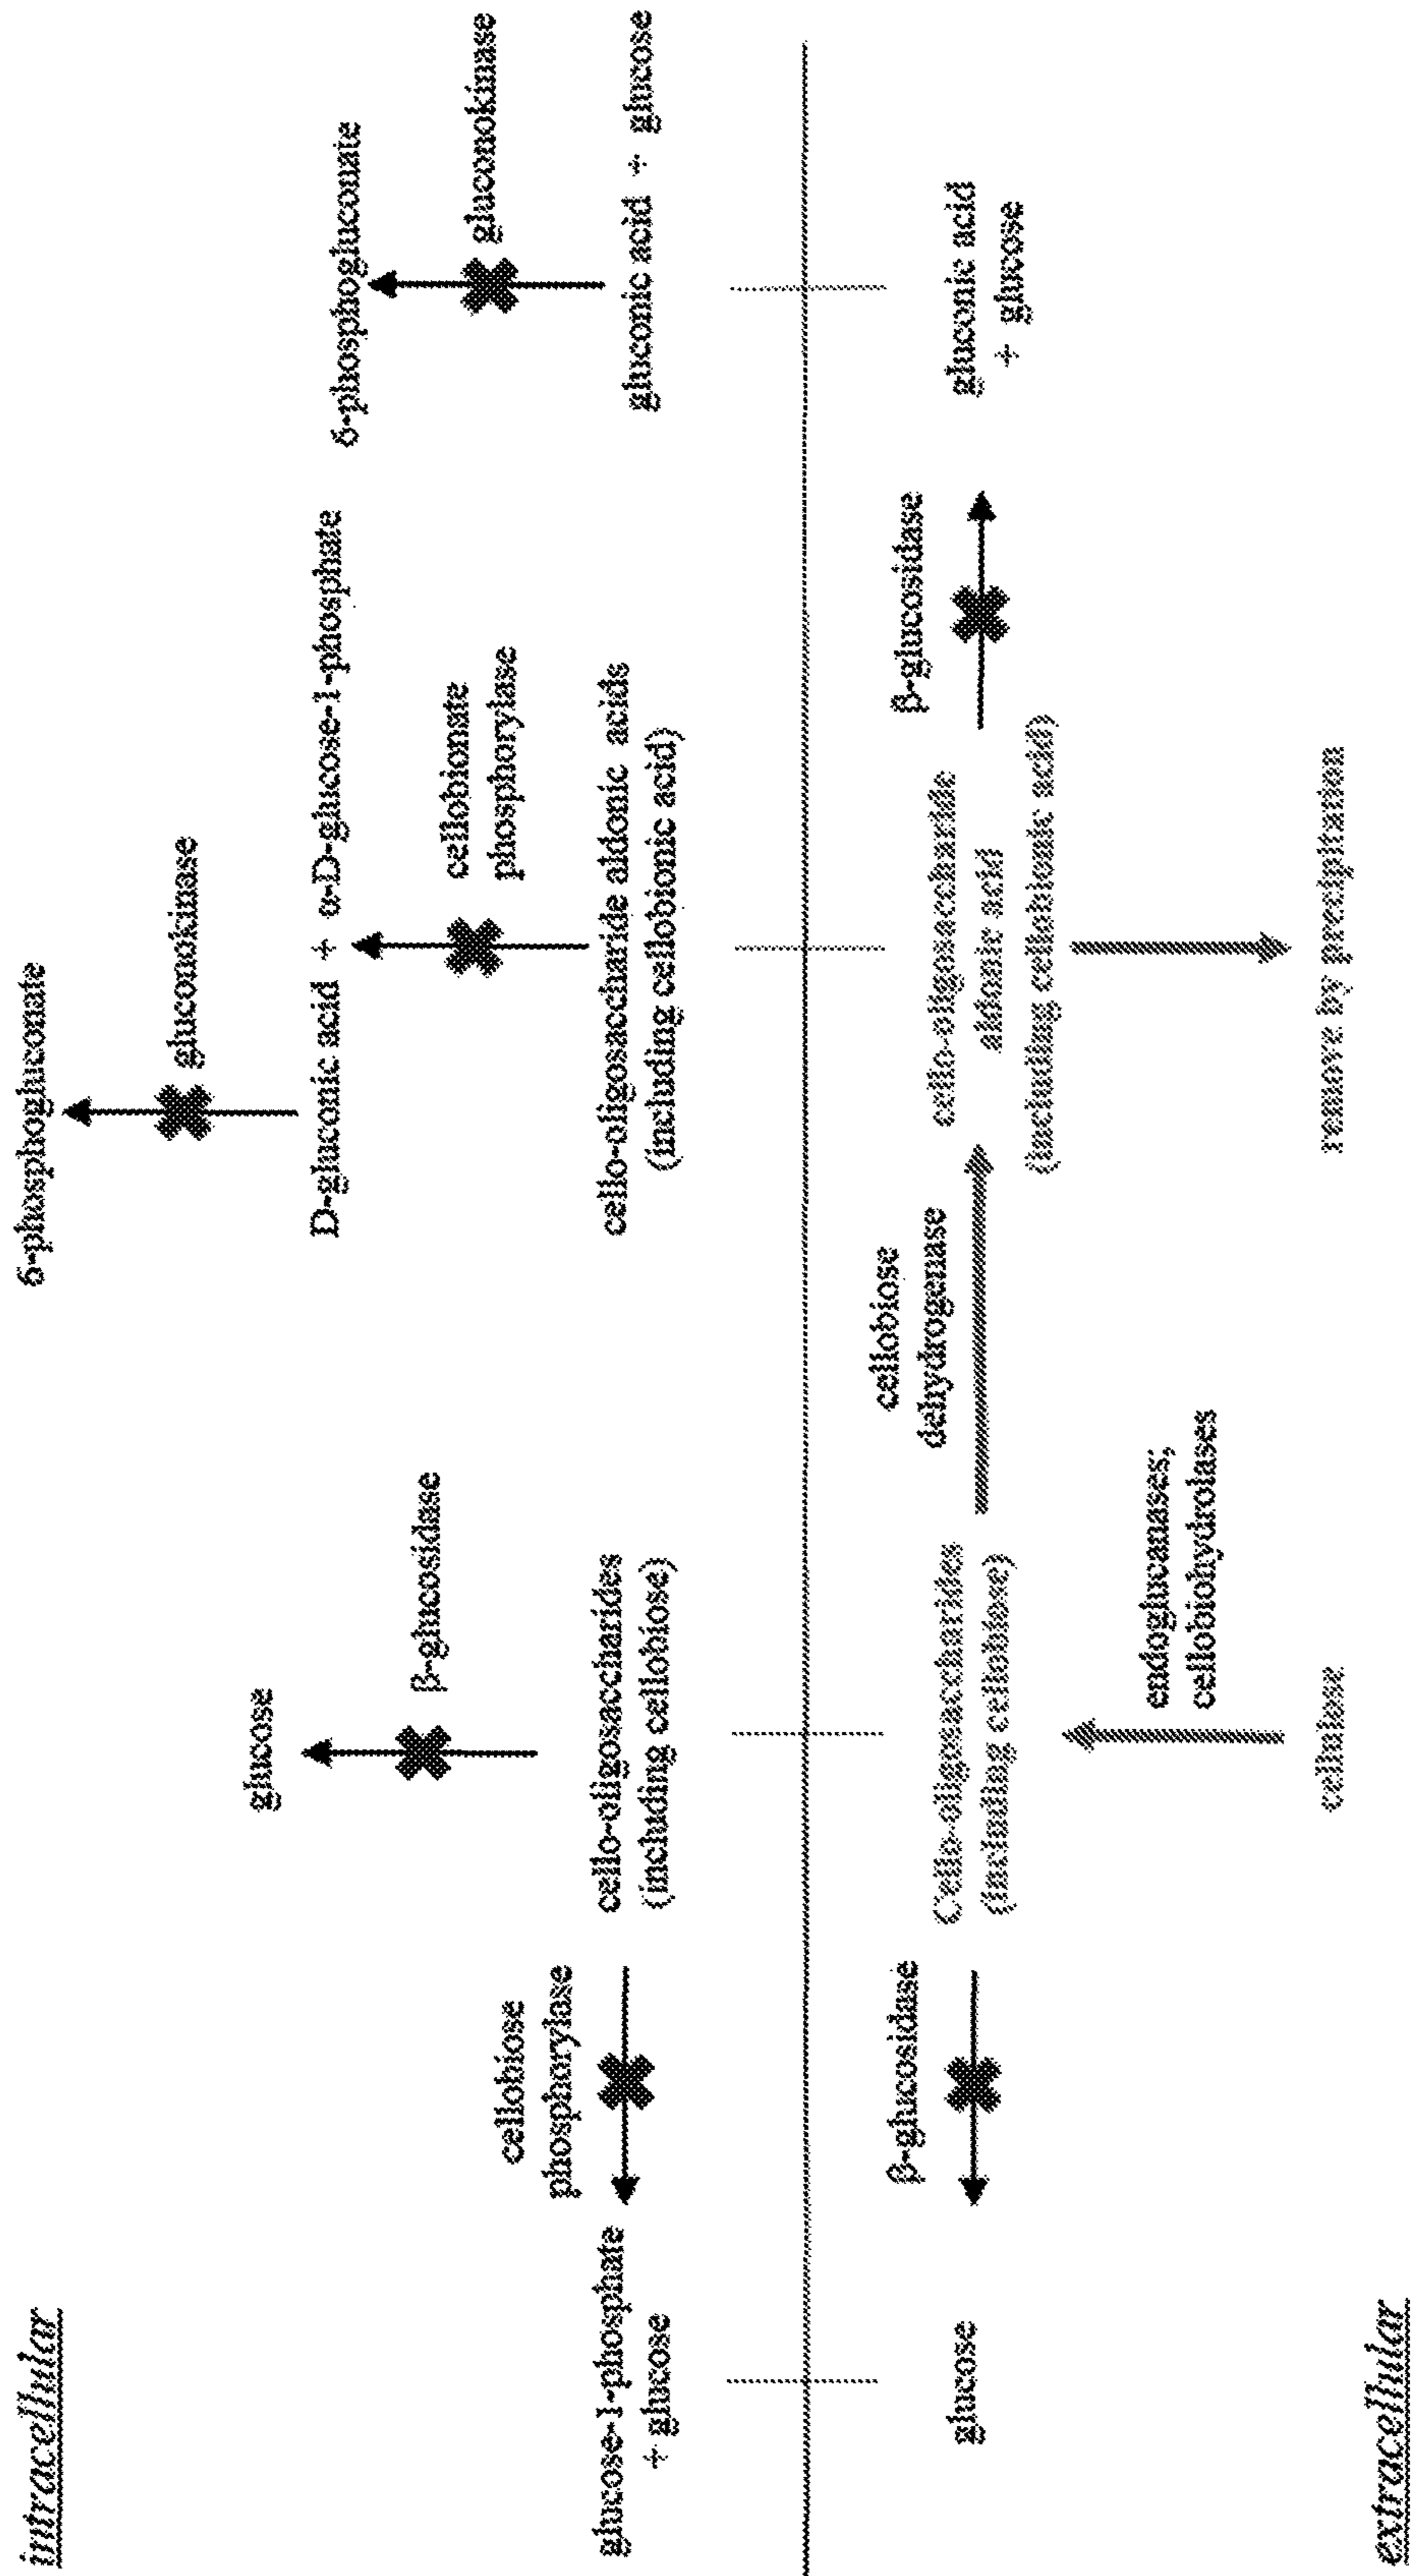 intracellular
6-phosphogluconate
gluconokinase
glucose
β-glucosidase
D-gluconic acid + α-D-glucose-1-phosphate
6-phosphogluconate
cellobiose
phosphorylase
cellobionate
phosphorylase
gluconokinase
glucose-1-phosphate
+ glucose
cello-oligosaccharides
(including cellobiose)
cello-oligosaccharide aldonic acids
(including cellobionic acid)
gluconic acid + glucose
β-glucosidase
cellobiose
dehydrogenase
β-glucosidase
glucose
Cello-oligosaccharides
(including cellobiose)
cello-oligosaccharide
aldonic acid
(including cellobionic acid)
gluconic acid
+ glucose
endoglucanases;
cellobiohydrolases
cellulose
remove by precipitation
extracellular